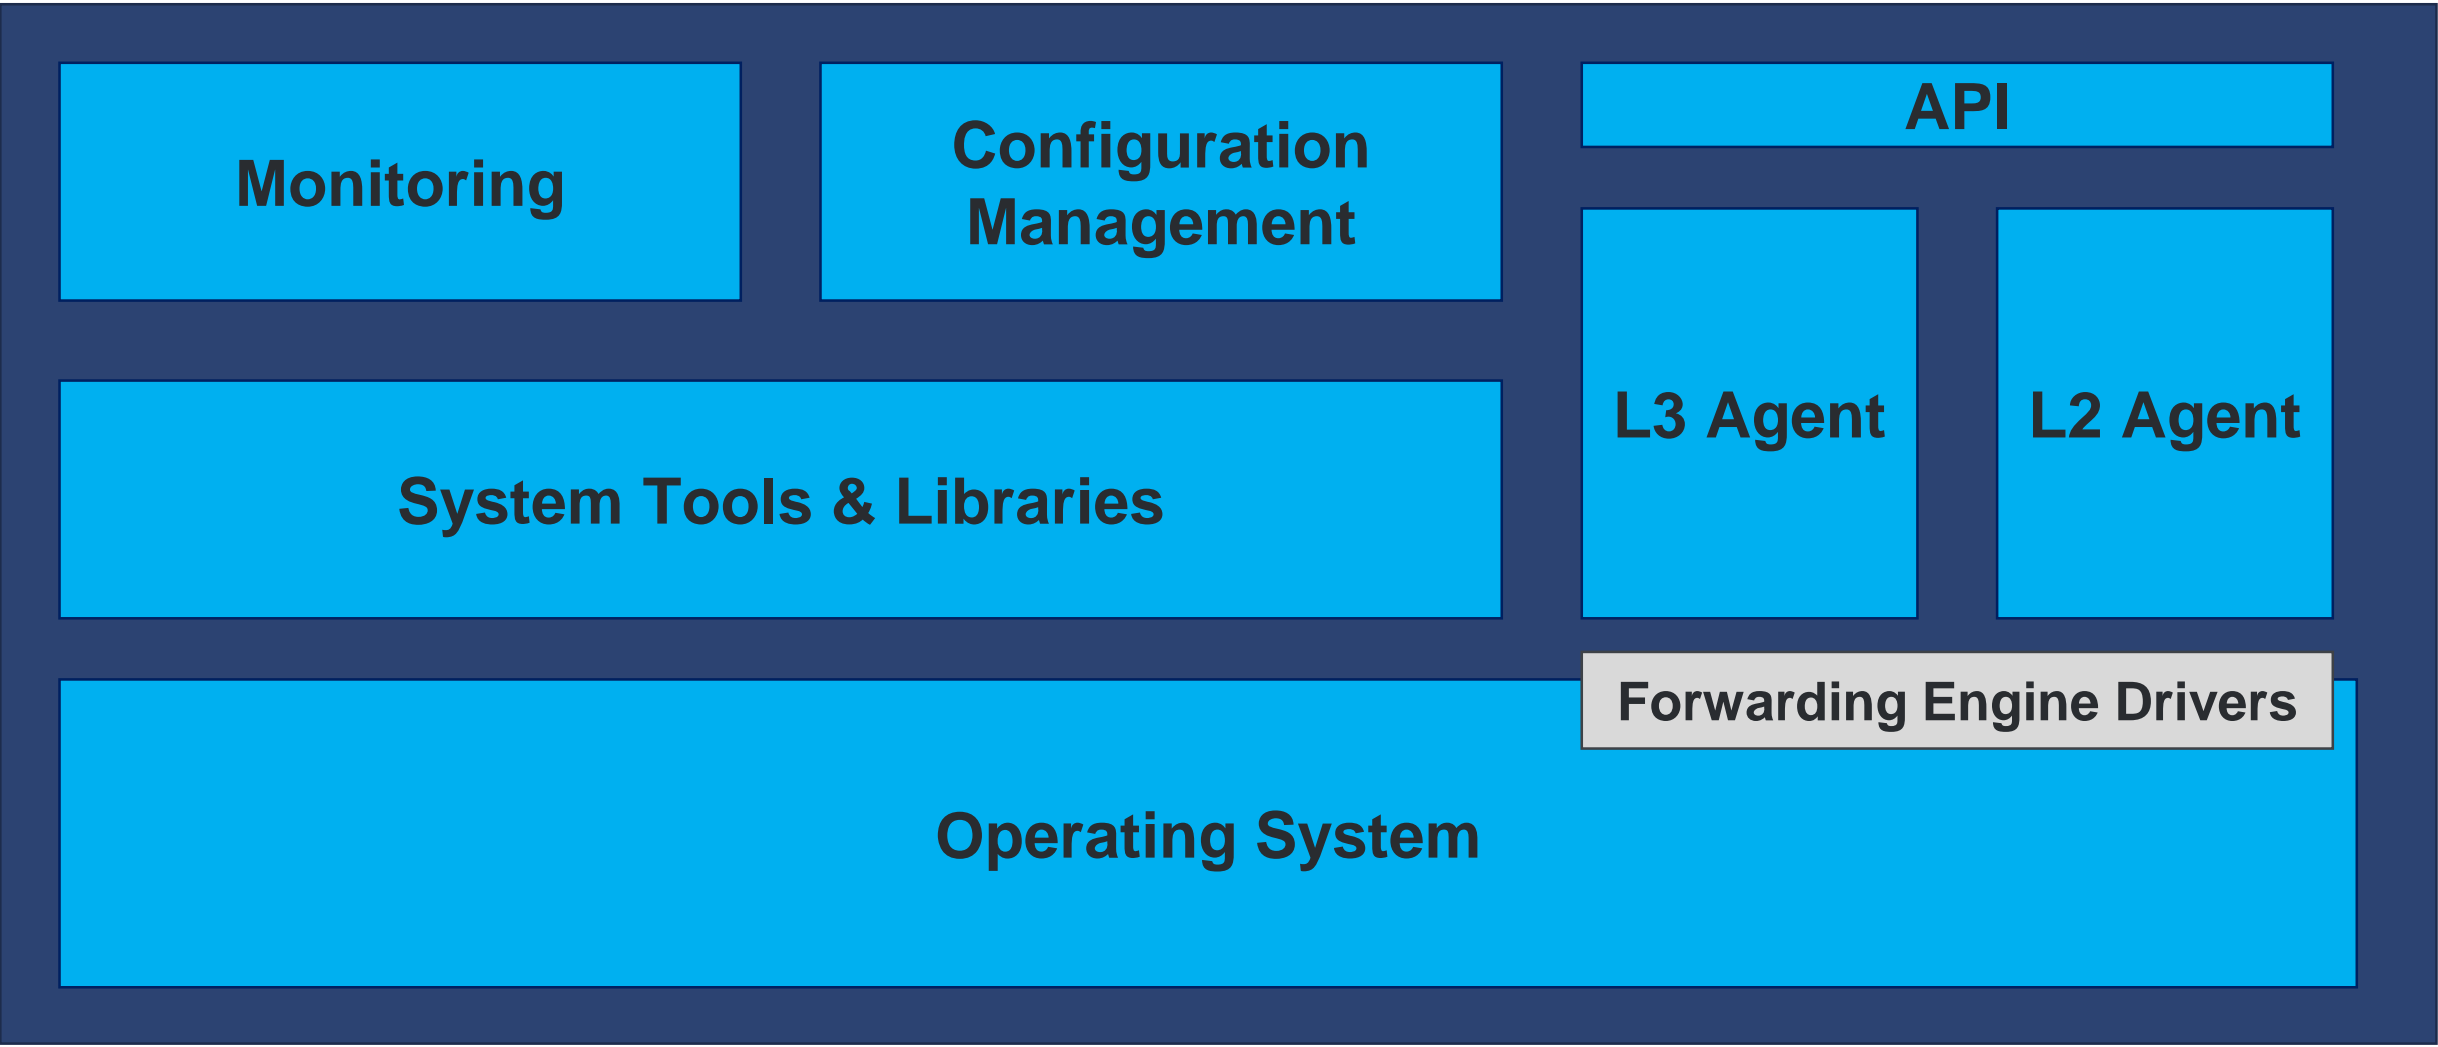 Monitoring
Configuration
Management
API
L3 Agent
L2 Agent
System Tools & Libraries
Forwarding Engine Drivers
Operating System